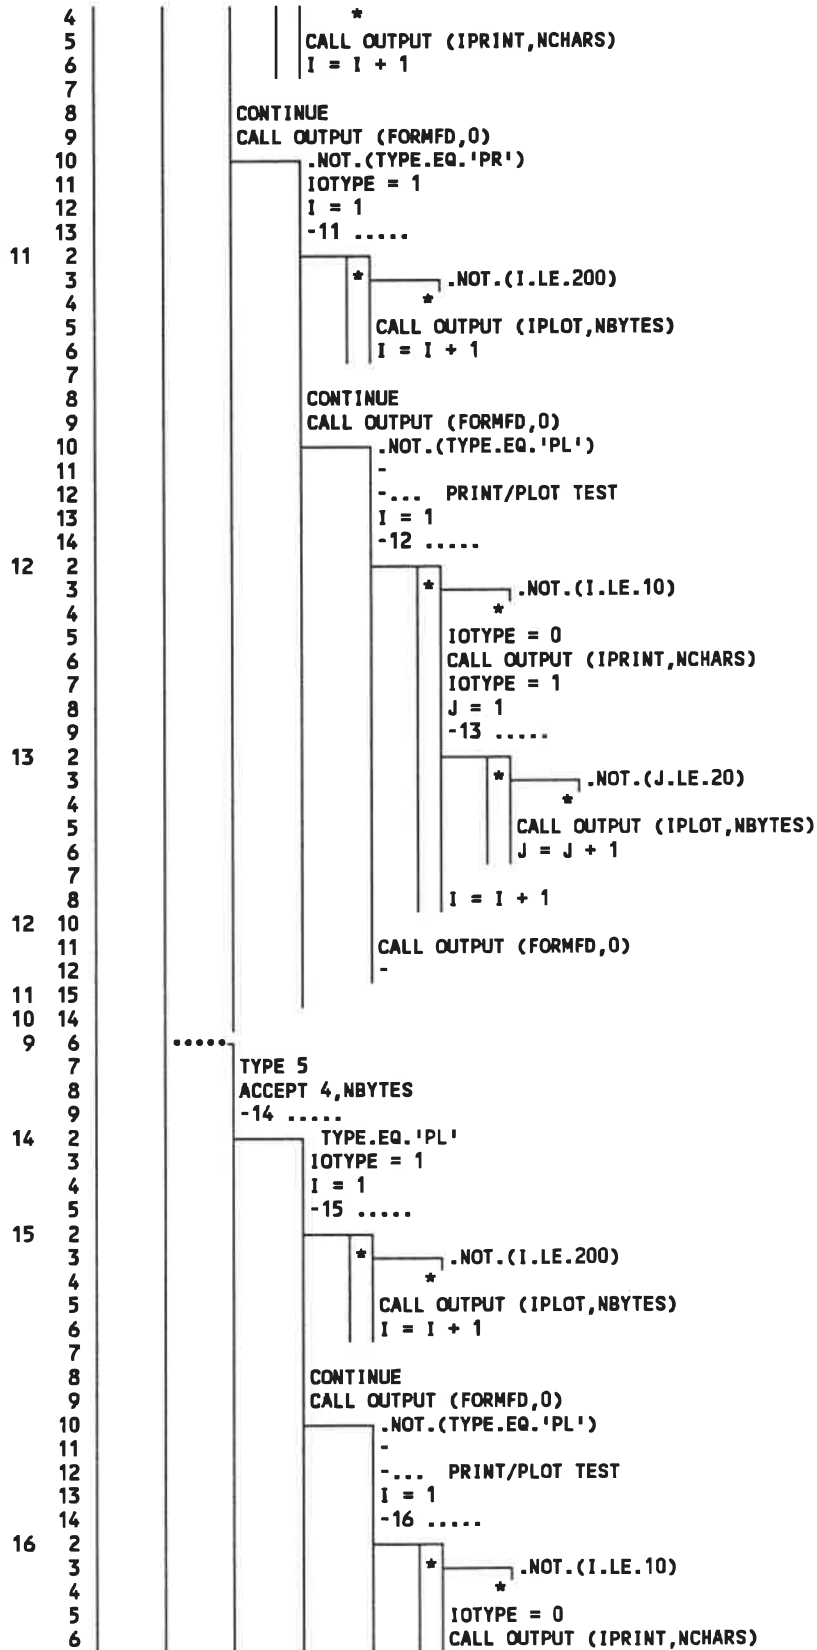 4 *
5 CALL OUTPUT (IPRINT,NCHARS)
6 I = I + 1
7
8 CONTINUE
9 CALL OUTPUT (FORMFD,0)
10 .NOT.(TYPE.EQ.'PR')
11 IOTYPE = 1
12 I = 1
13 -11 .....
11 2
3 * .NOT.(I.LE.200)
4 *
5 CALL OUTPUT (IPLOT,NBYTES)
6 I = I + 1
7
8 CONTINUE
9 CALL OUTPUT (FORMFD,0)
10 .NOT.(TYPE.EQ.'PL')
11 -
12 -... PRINT/PLOT TEST
13 I = 1
14 -12 .....
12 2
3 * .NOT.(I.LE.10)
4 *
5 IOTYPE = 0
6 CALL OUTPUT (IPRINT,NCHARS)
7 IOTYPE = 1
8 J = 1
9 -13 .....
13 2
3 * .NOT.(J.LE.20)
4 *
5 CALL OUTPUT (IPLOT,NBYTES)
6 J = J + 1
7
8 I = I + 1
12 10
11 CALL OUTPUT (FORMFD,0)
12 -
11 15
10 14
9 6 .....
7 TYPE 5
8 ACCEPT 4,NBYTES
9 -14 .....
14 2 TYPE.EQ.'PL'
3 IOTYPE = 1
4 I = 1
5 -15 .....
15 2
3 * .NOT.(I.LE.200)
4 *
5 CALL OUTPUT (IPLOT,NBYTES)
6 I = I + 1
7
8 CONTINUE
9 CALL OUTPUT (FORMFD,0)
10 .NOT.(TYPE.EQ.'PL')
11 -
12 -... PRINT/PLOT TEST
13 I = 1
14 -16 .....
16 2
3 * .NOT.(I.LE.10)
4 *
5 IOTYPE = 0
6 CALL OUTPUT (IPRINT,NCHARS)